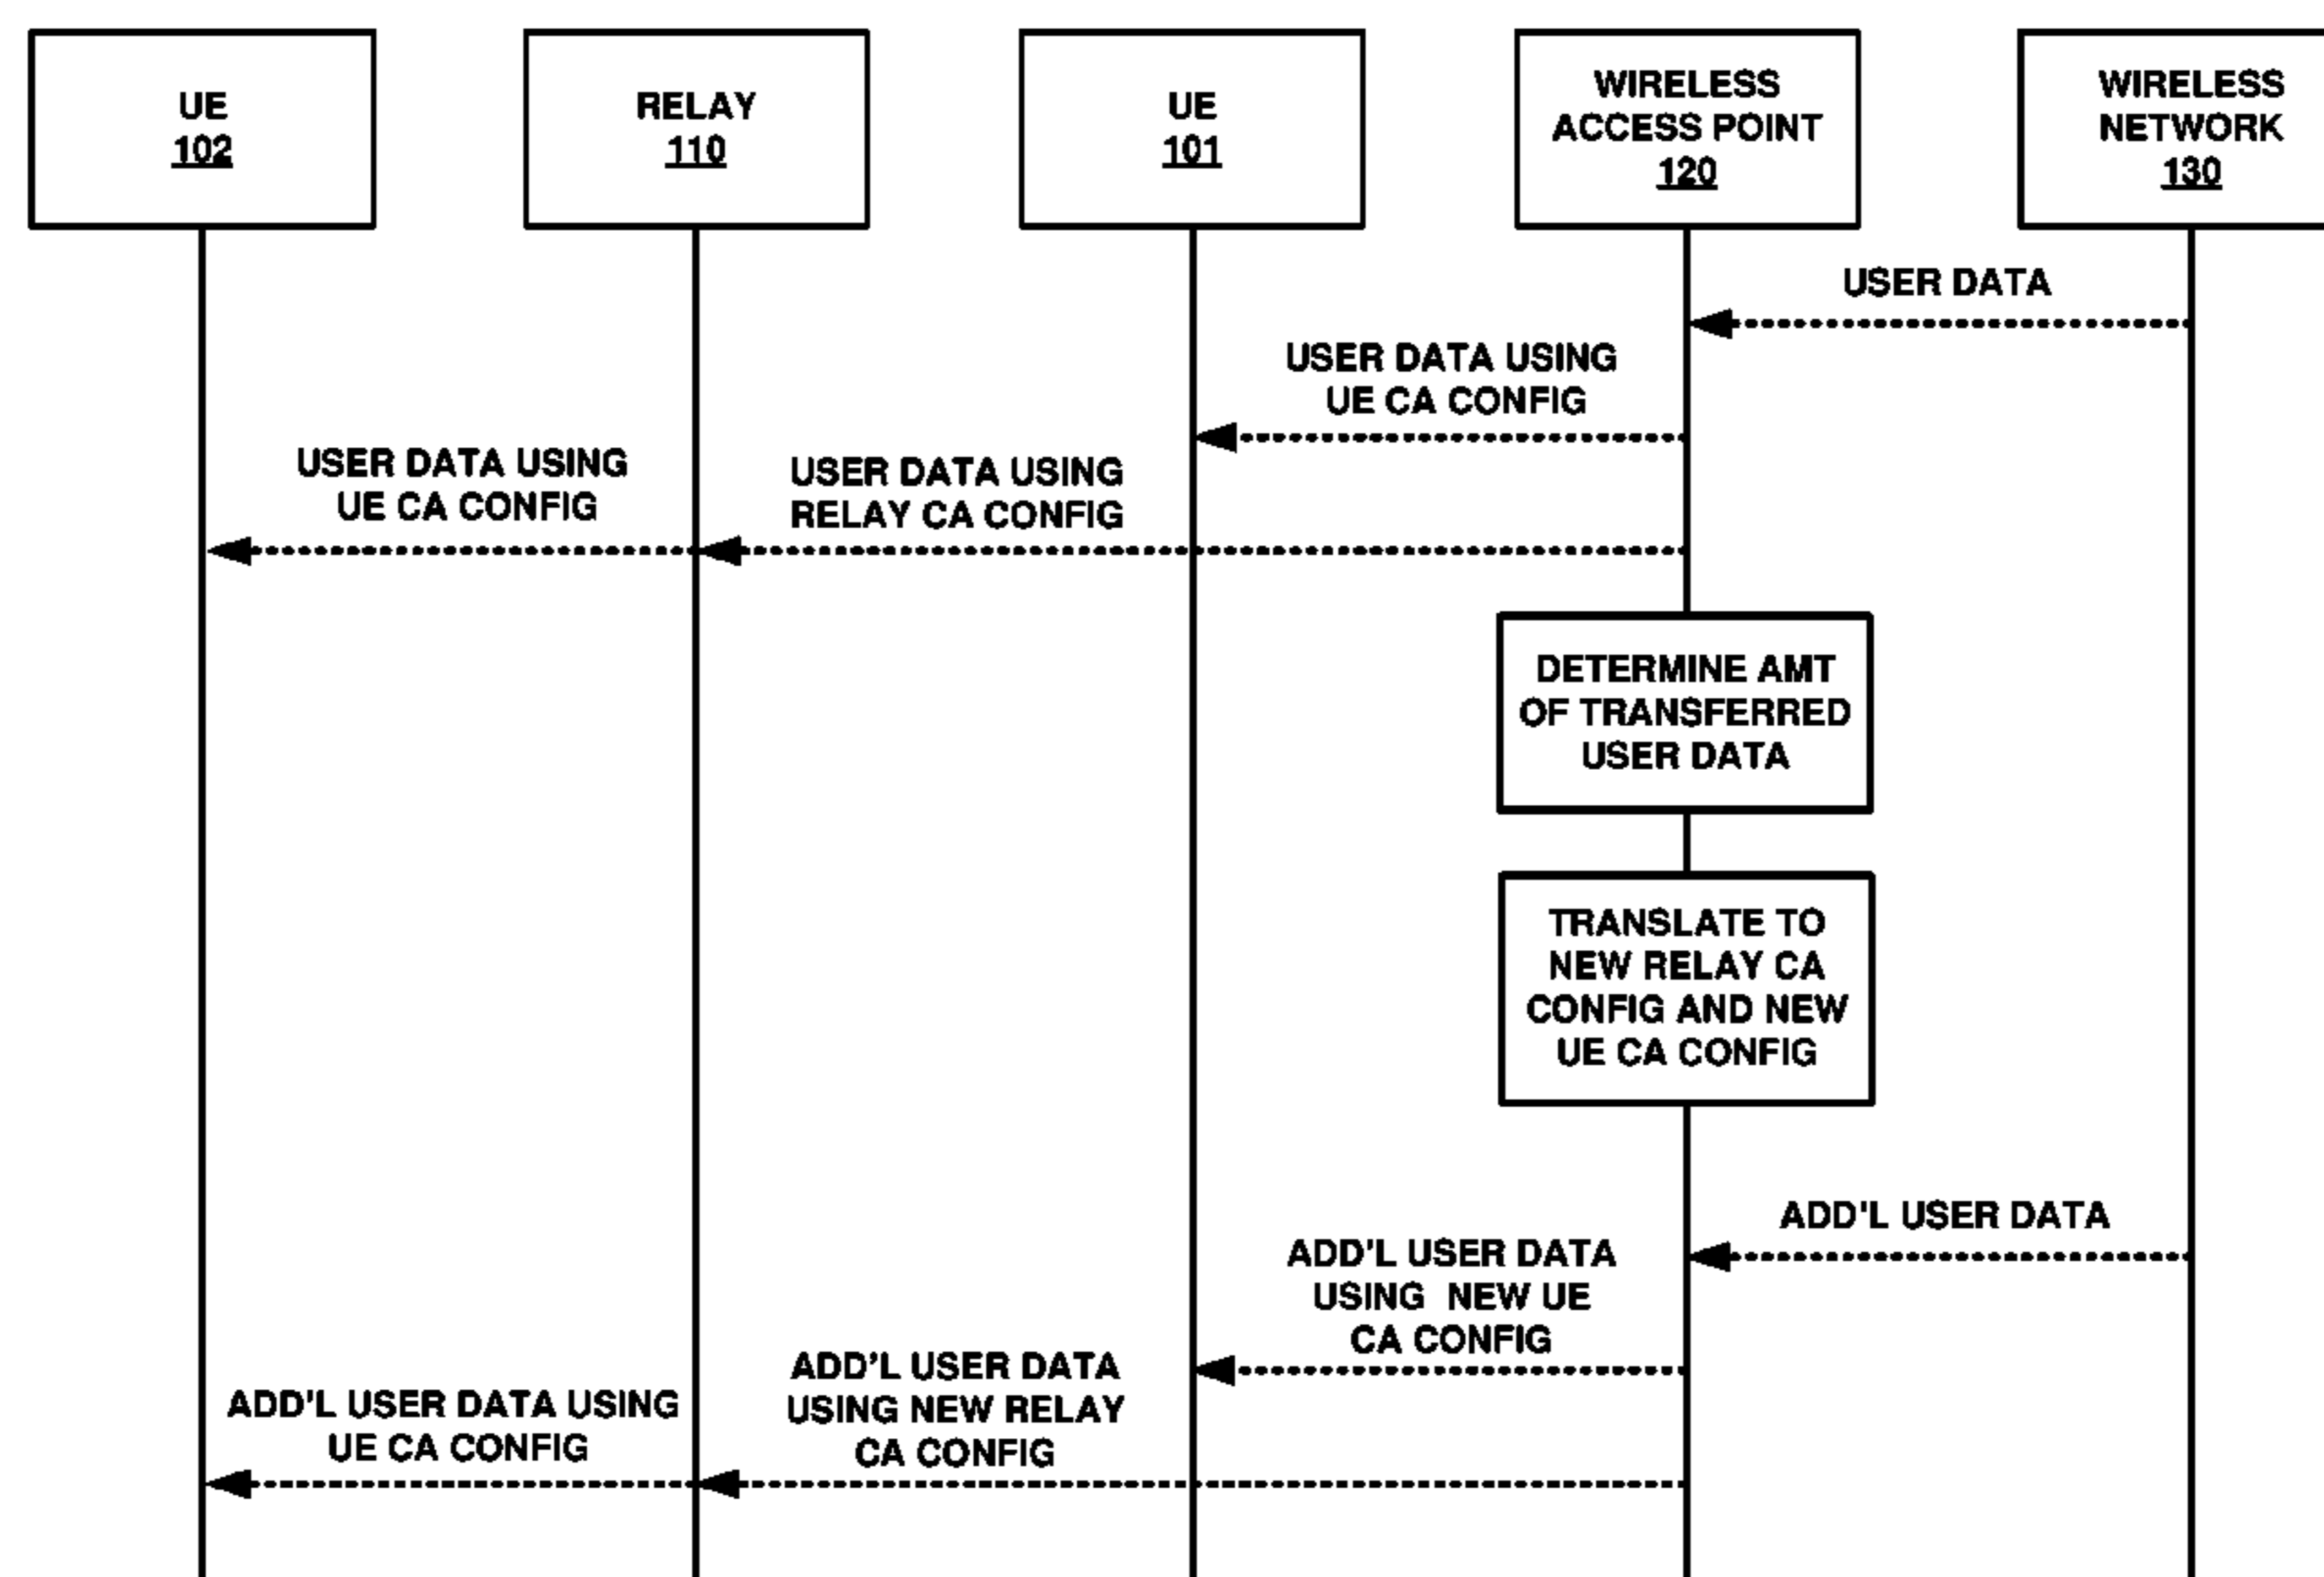 UE
102
RELAY
110
UE
101
WIRELESS
ACCESS POINT
120
WIRELESS
NETWORK
130
USER DATA
USER DATA USING
UE CA CONFIG
USER DATA USING
UE CA CONFIG
USER DATA USING
RELAY CA CONFIG
DETERMINE AMT
OF TRANSFERRED
USER DATA
TRANSLATE TO
NEW RELAY CA
CONFIG AND NEW
UE CA CONFIG
ADD'L USER DATA
ADD'L USER DATA
USING NEW UE
CA CONFIG
ADD'L USER DATA
USING NEW RELAY
CA CONFIG
ADD'L USER DATA USING
UE CA CONFIG